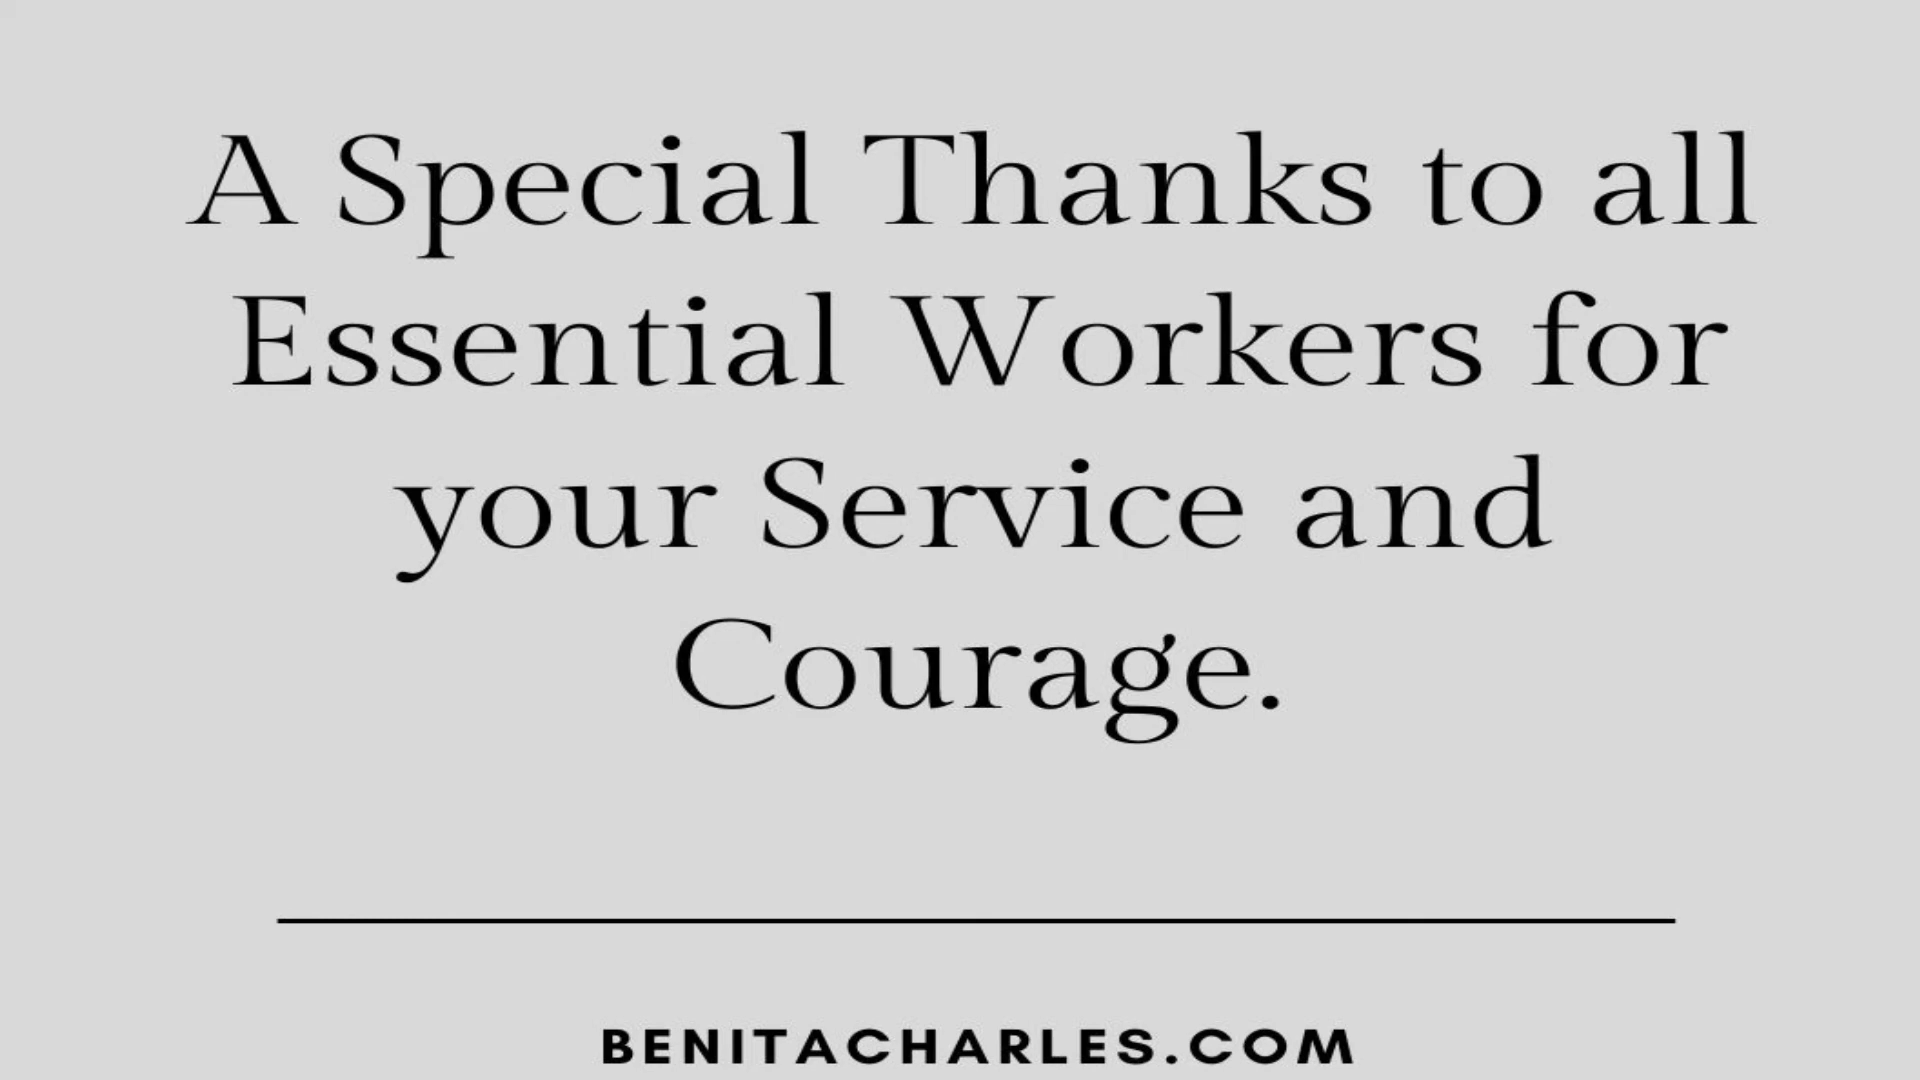 A Special Thanks to all
Essential Workers for
your Service and
Courage.
BENITACHARLES.COM